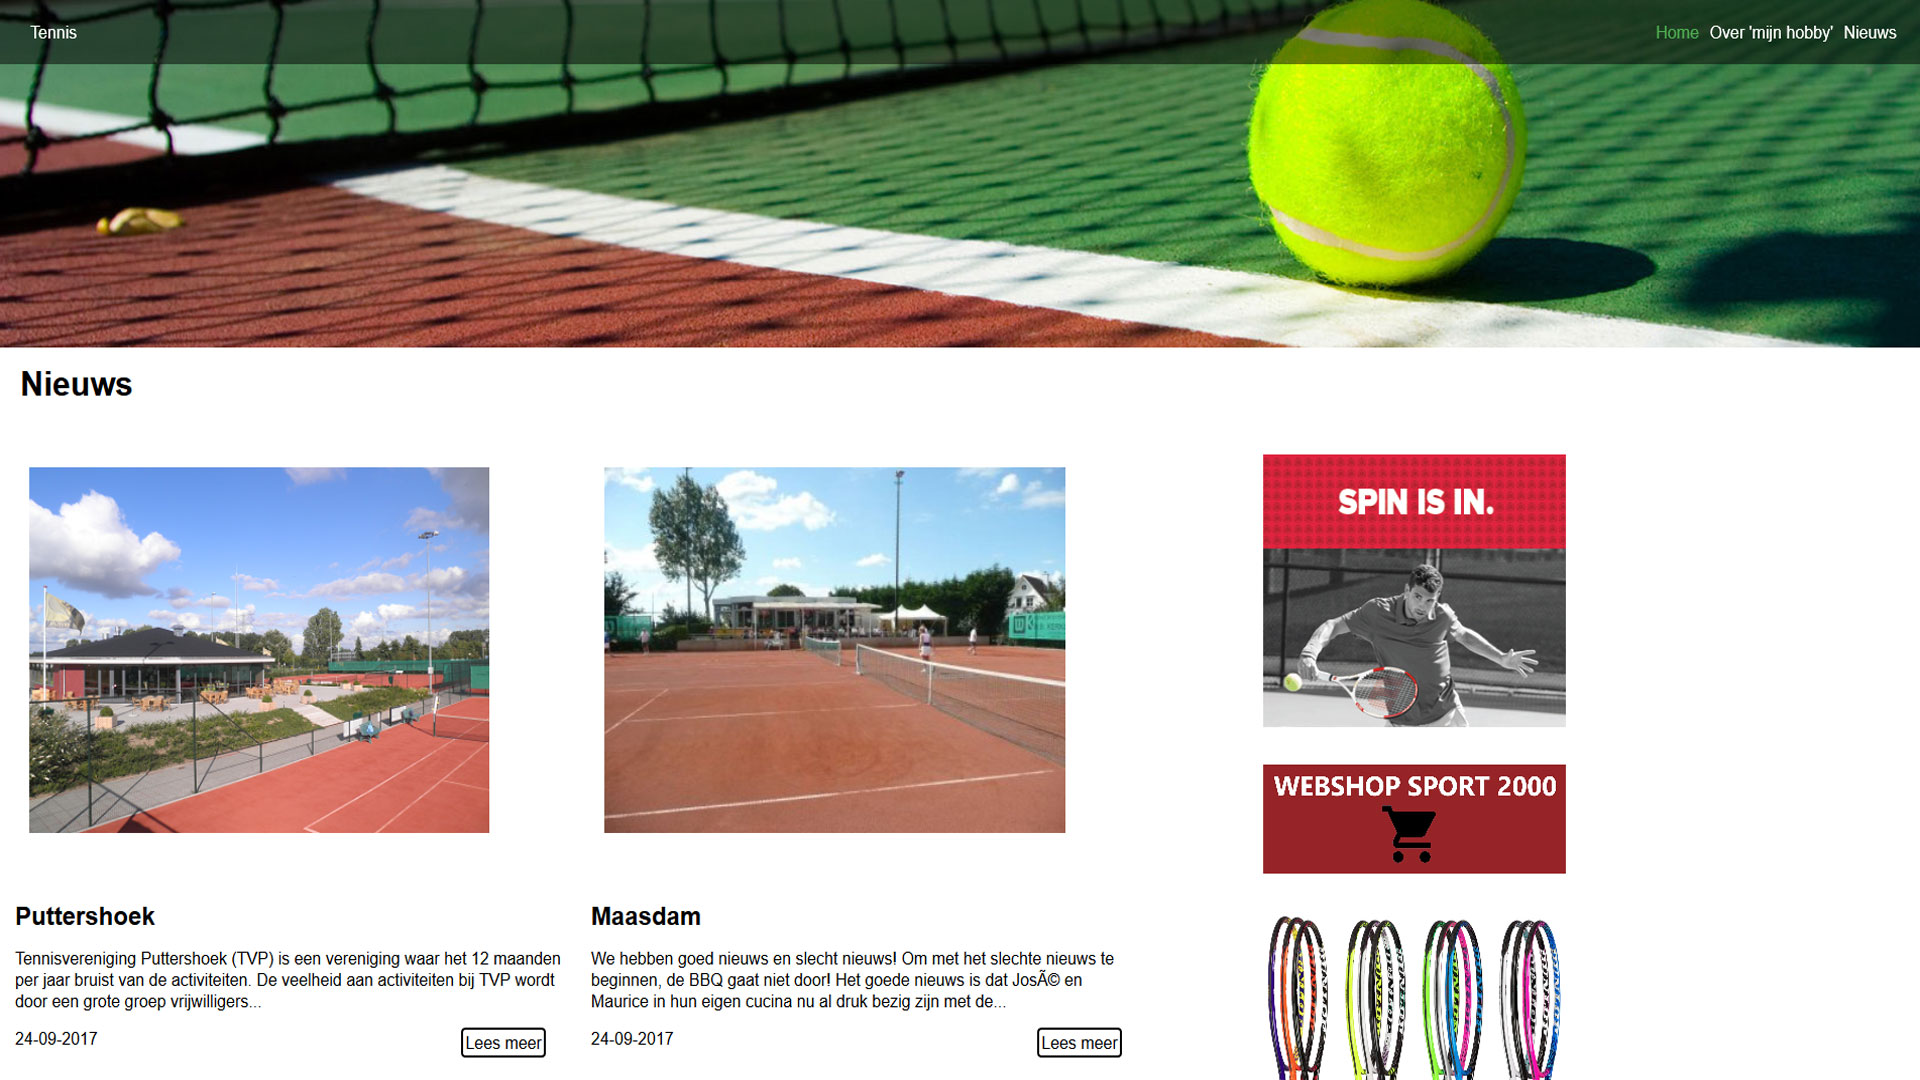 Tennis
Home Over 'mijn hobby' Nieuws
Nieuws
SPIN IS IN.
WEBSHOP SPORT 2000
Puttershoek
Tennisvereniging Puttershoek (TVP) is een vereniging waar het 12 maanden
per jaar bruist van de activiteiten. De veelheid aan activiteiten bij TVP wordt
door een grote groep vrijwilligers...
24-09-2017
Lees meer
Maasdam
We hebben goed nieuws en slecht nieuws! Om met het slechte nieuws te
beginnen, de BBQ gaat niet door! Het goede nieuws is dat JosÃ© en
Maurice in hun eigen cucina nu al druk bezig zijn met de...
24-09-2017
Lees meer